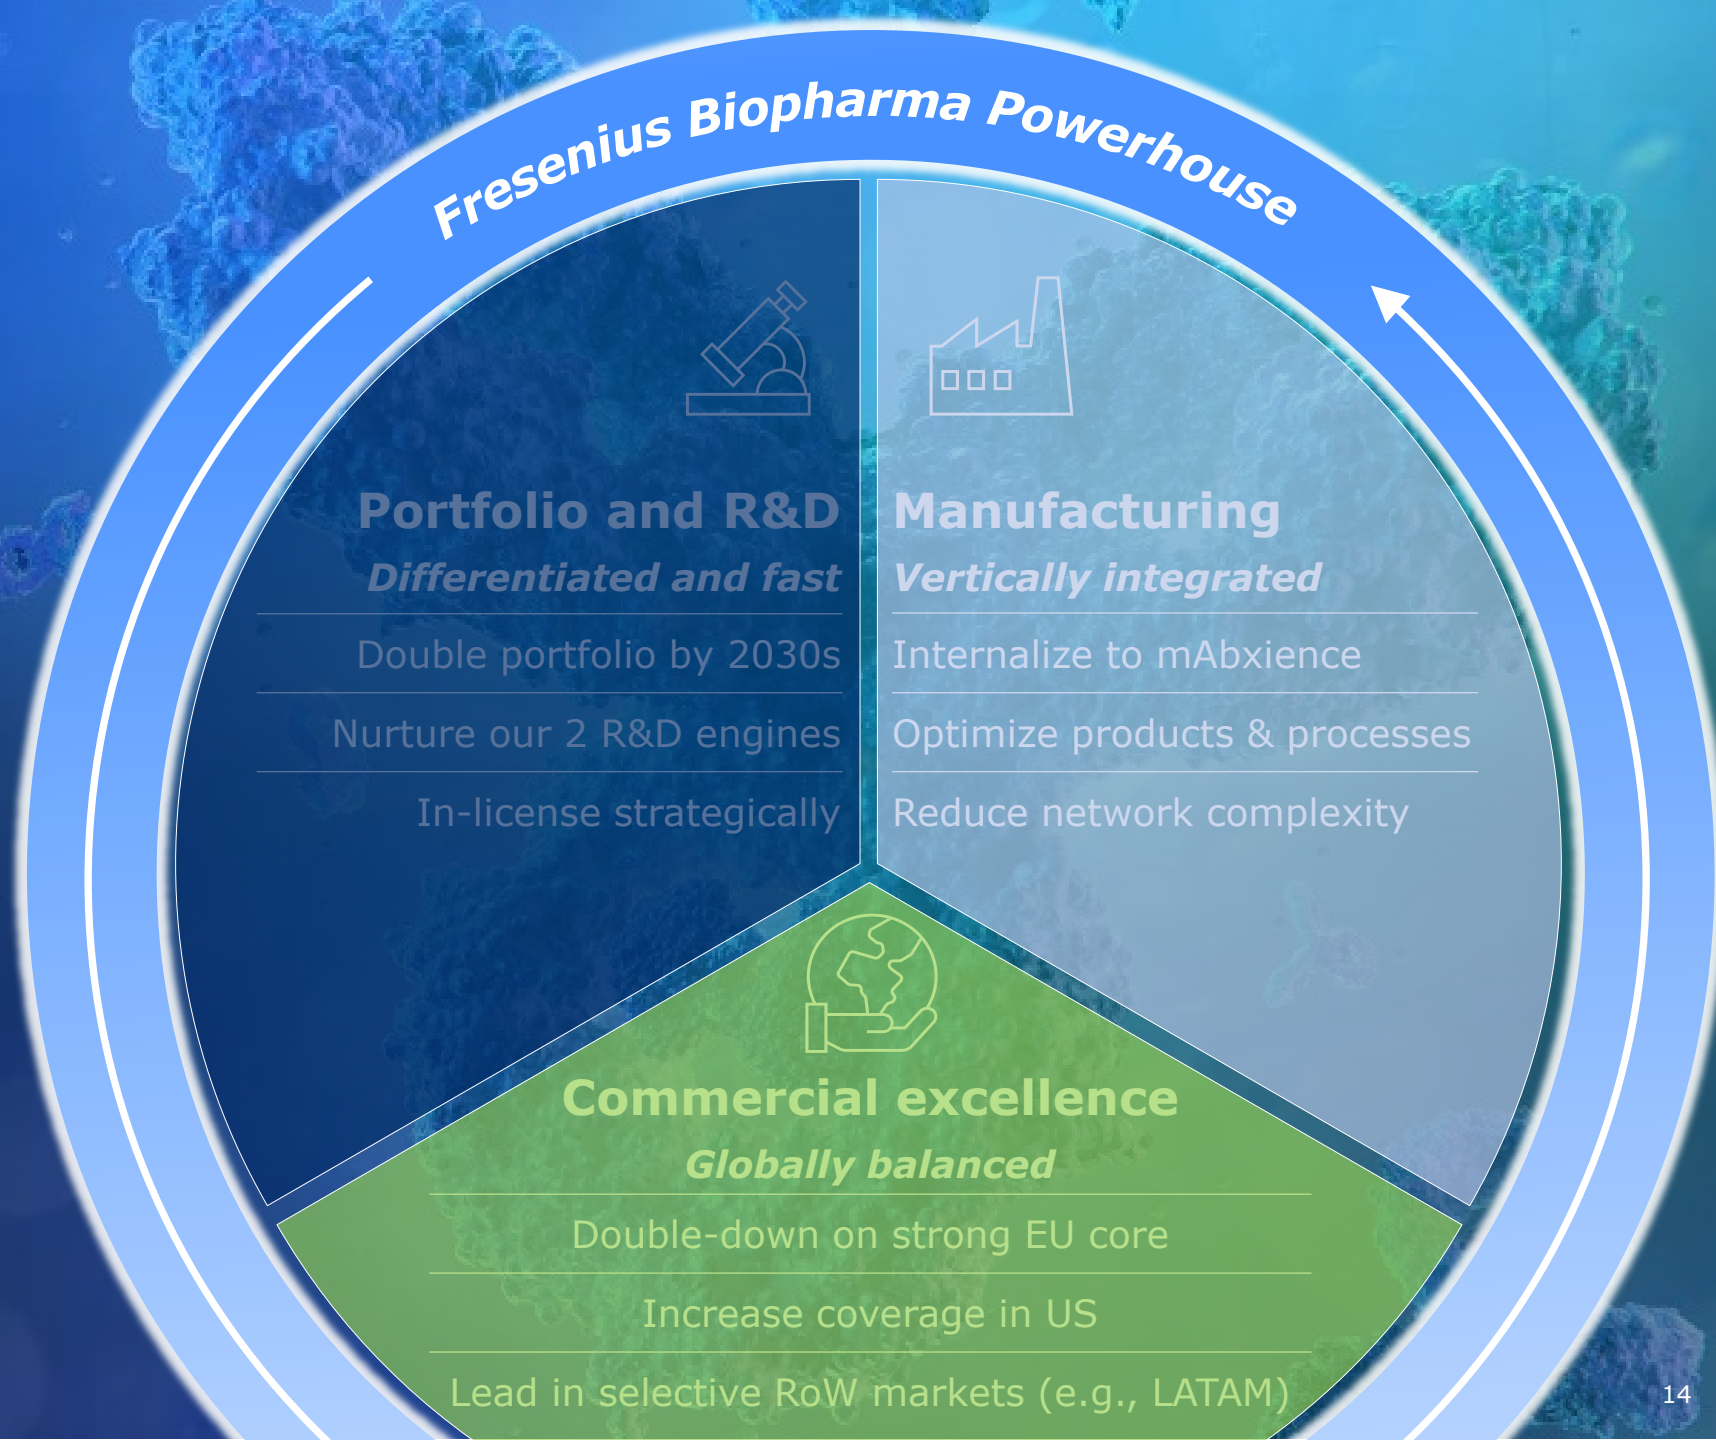 Fresenius Biopharma Powerhouse
Portfolio and R&D
Differentiated and fast
Double portfolio by 2030s
Nurture our 2 R&D engines
In-license strategically
Manufacturing
Vertically integrated
Internalize to mAbxience
Optimize products & processes
Reduce network complexity
Commercial excellence
Globally balanced
Double-down on strong EU core
Increase coverage in US
Lead in selective RoW markets (e.g., LATAM)
14